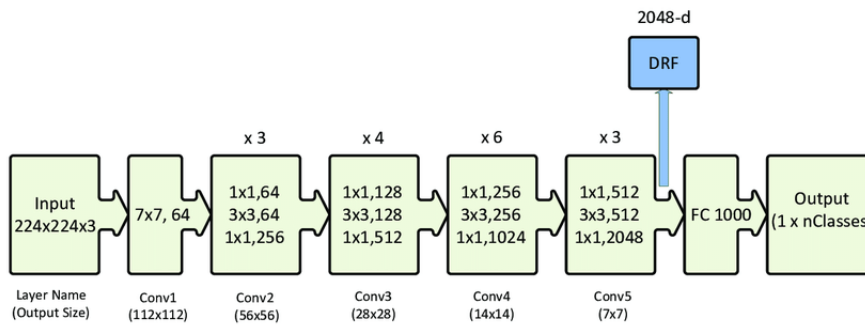 2048-d
DRF
x 3
x 4
x 6
x 3
Input
224x224x3
7x7, 64
1x1,64
3x3,64
1x1,256
1x1,128
3x3,128
1x1,512
1x1,256
3x3,256
1x1,1024
1x1,512
3x3,512
1x1,2048
FC 1000
Output
(1 x nClasses
Layer Name
(Output Size)
Conv1
(112x112)
Conv2
(56x56)
Conv3
(28x28)
Conv4
(14x14)
Conv5
(7x7)